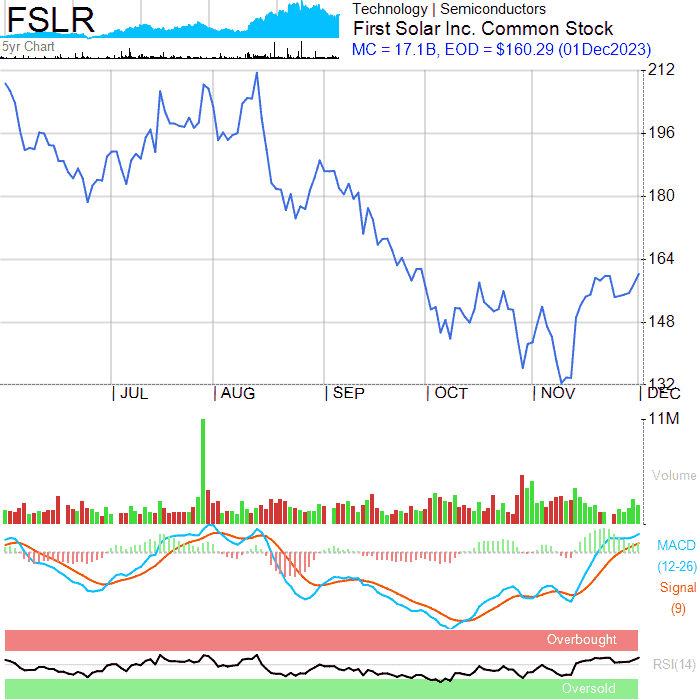 FSLR
5yr Chart
Technology | Semiconductors
First Solar Inc. Common Stock
MC = 17.1B, EOD = $160.29 (01Dec2023)
212
196
180
164
148
132
| JUL | AUG | SEP | OCT | NOV | DEC
11M
Volume
MACD
(12-26)
Signal
(9)
Overbought
RSI(14)
Oversold